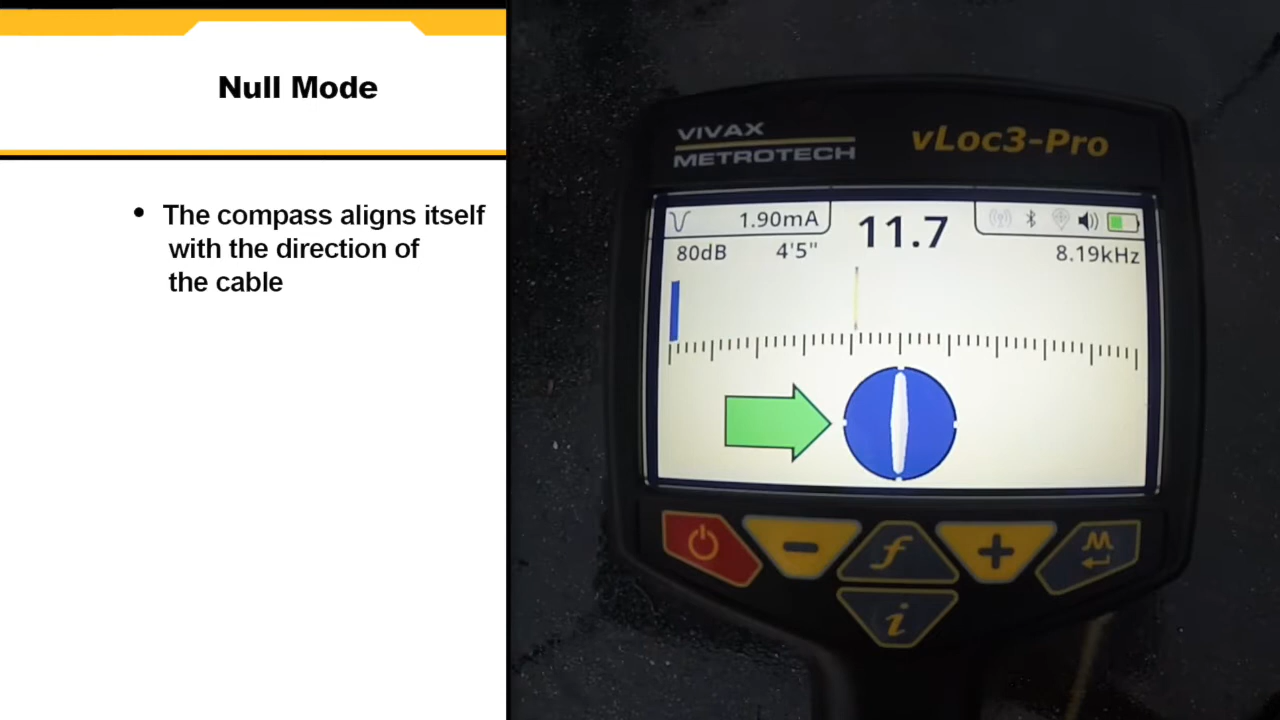 Null Mode
• The compass aligns itself
with the direction of
the cable
VIVAX
METROTECH
vLoc3-Pro
1.90mA
11.7
80dB
4'5"
8.19kHz
f
i